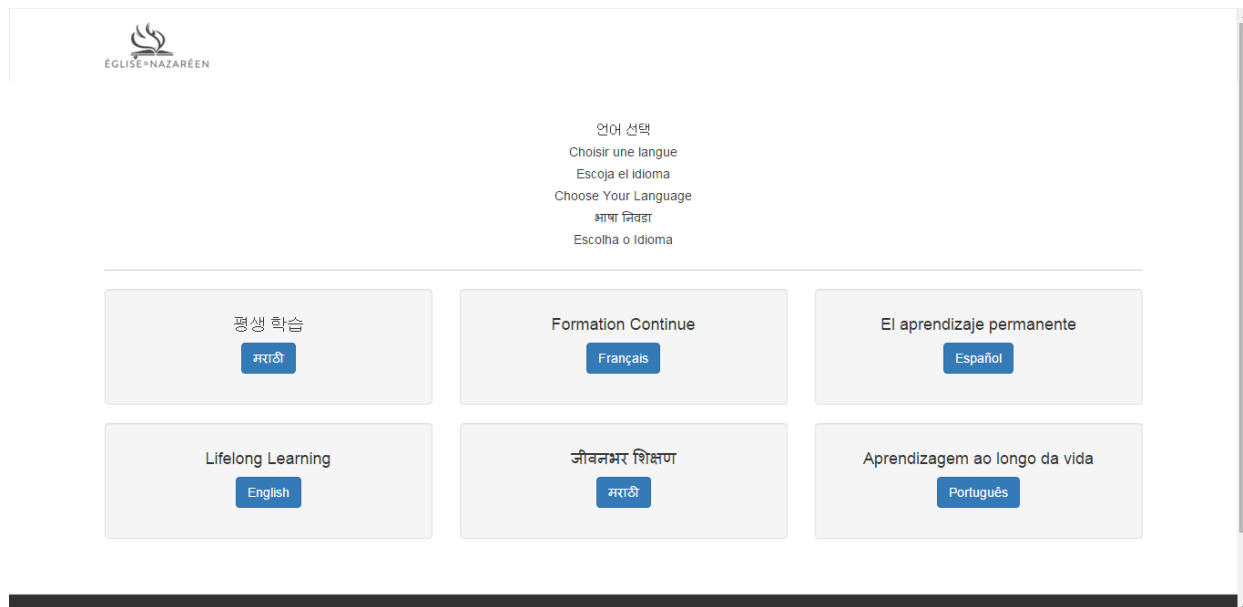 ÉGLISE DU NAZARÉEN
언어 선택
Choisir une langue
Escoja el idioma
Choose Your Language
भाषा निवडा
Escolha o Idioma
평생 학습
मराठी
Formation Continue
Français
El aprendizaje permanente
Español
Lifelong Learning
English
जीवनभर शिक्षण
मराठी
Aprendizagem ao longo da vida
Português